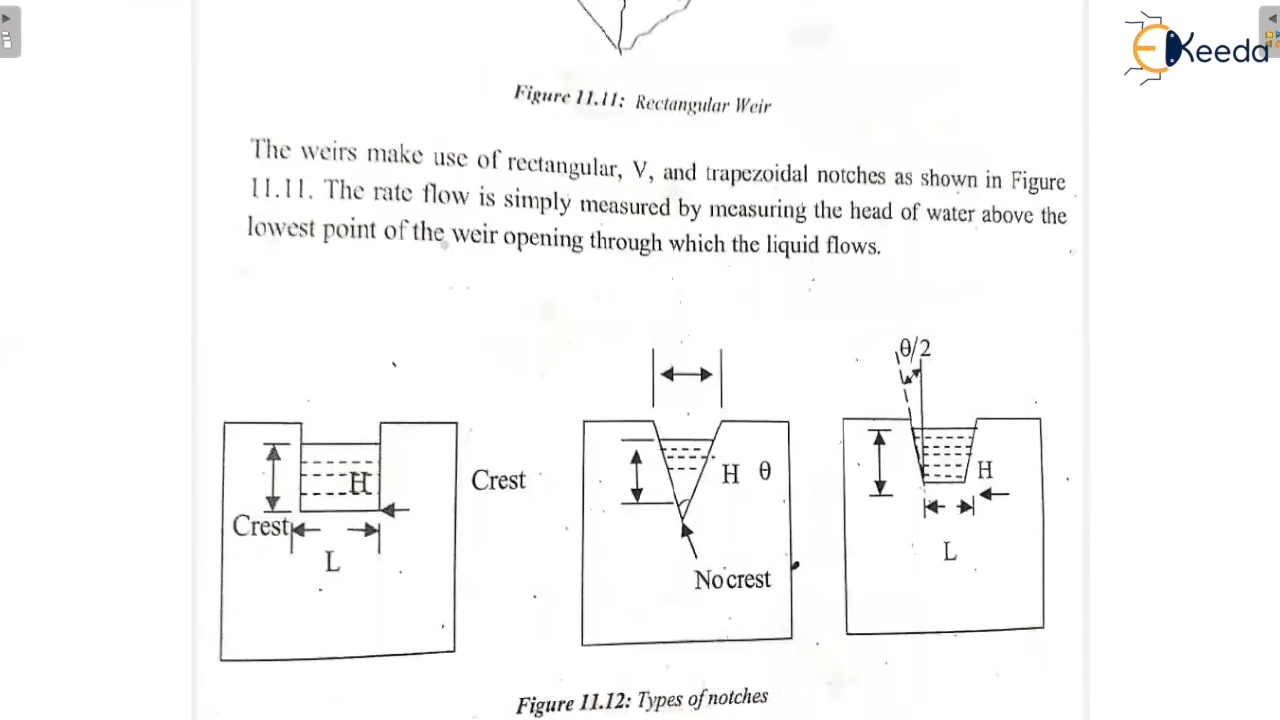 EKeeda
Figure 11.11: Rectangular Weir
The weirs make use of rectangular, V, and trapezoidal notches as shown in Figure
11.11. The rate flow is simply measured by measuring the head of water above the
lowest point of the weir opening through which the liquid flows.
θ/2
H
Crest
Crest
L
H θ
No crest
H
L
Figure 11.12: Types of notches